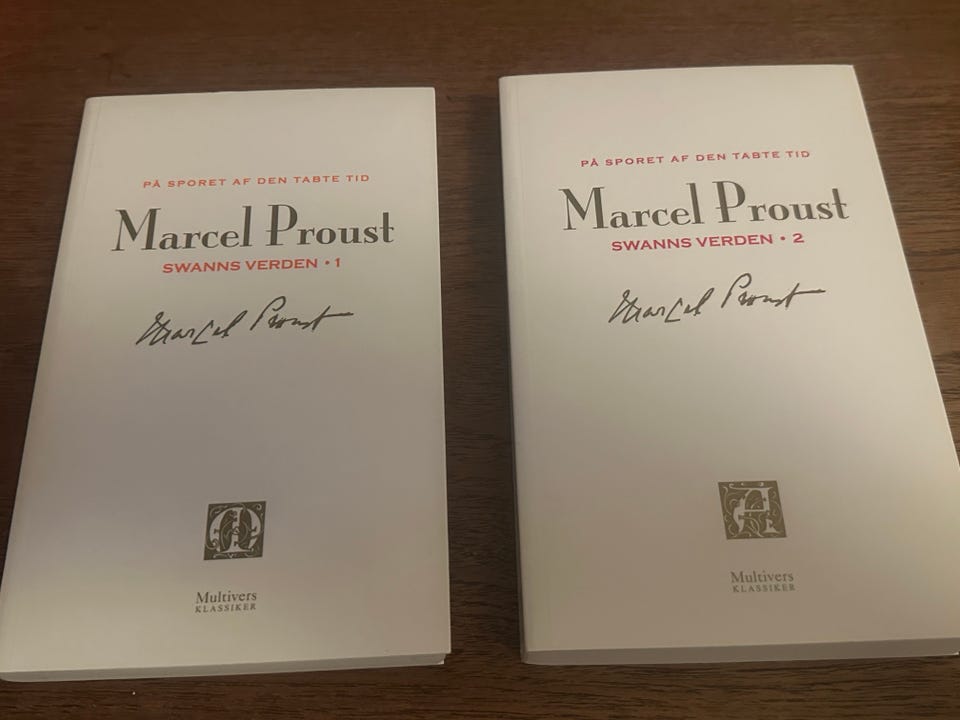 PÅ SPORET AF DEN TABTE TID
Marcel Proust
SWANNS VERDEN • 1
Marcel Proust
Multivers
KLASSIKER
PÅ SPORET AF DEN TABTE TID
Marcel Proust
SWANNS VERDEN • 2
Marcel Proust
A
Multivers
KLASSIKER